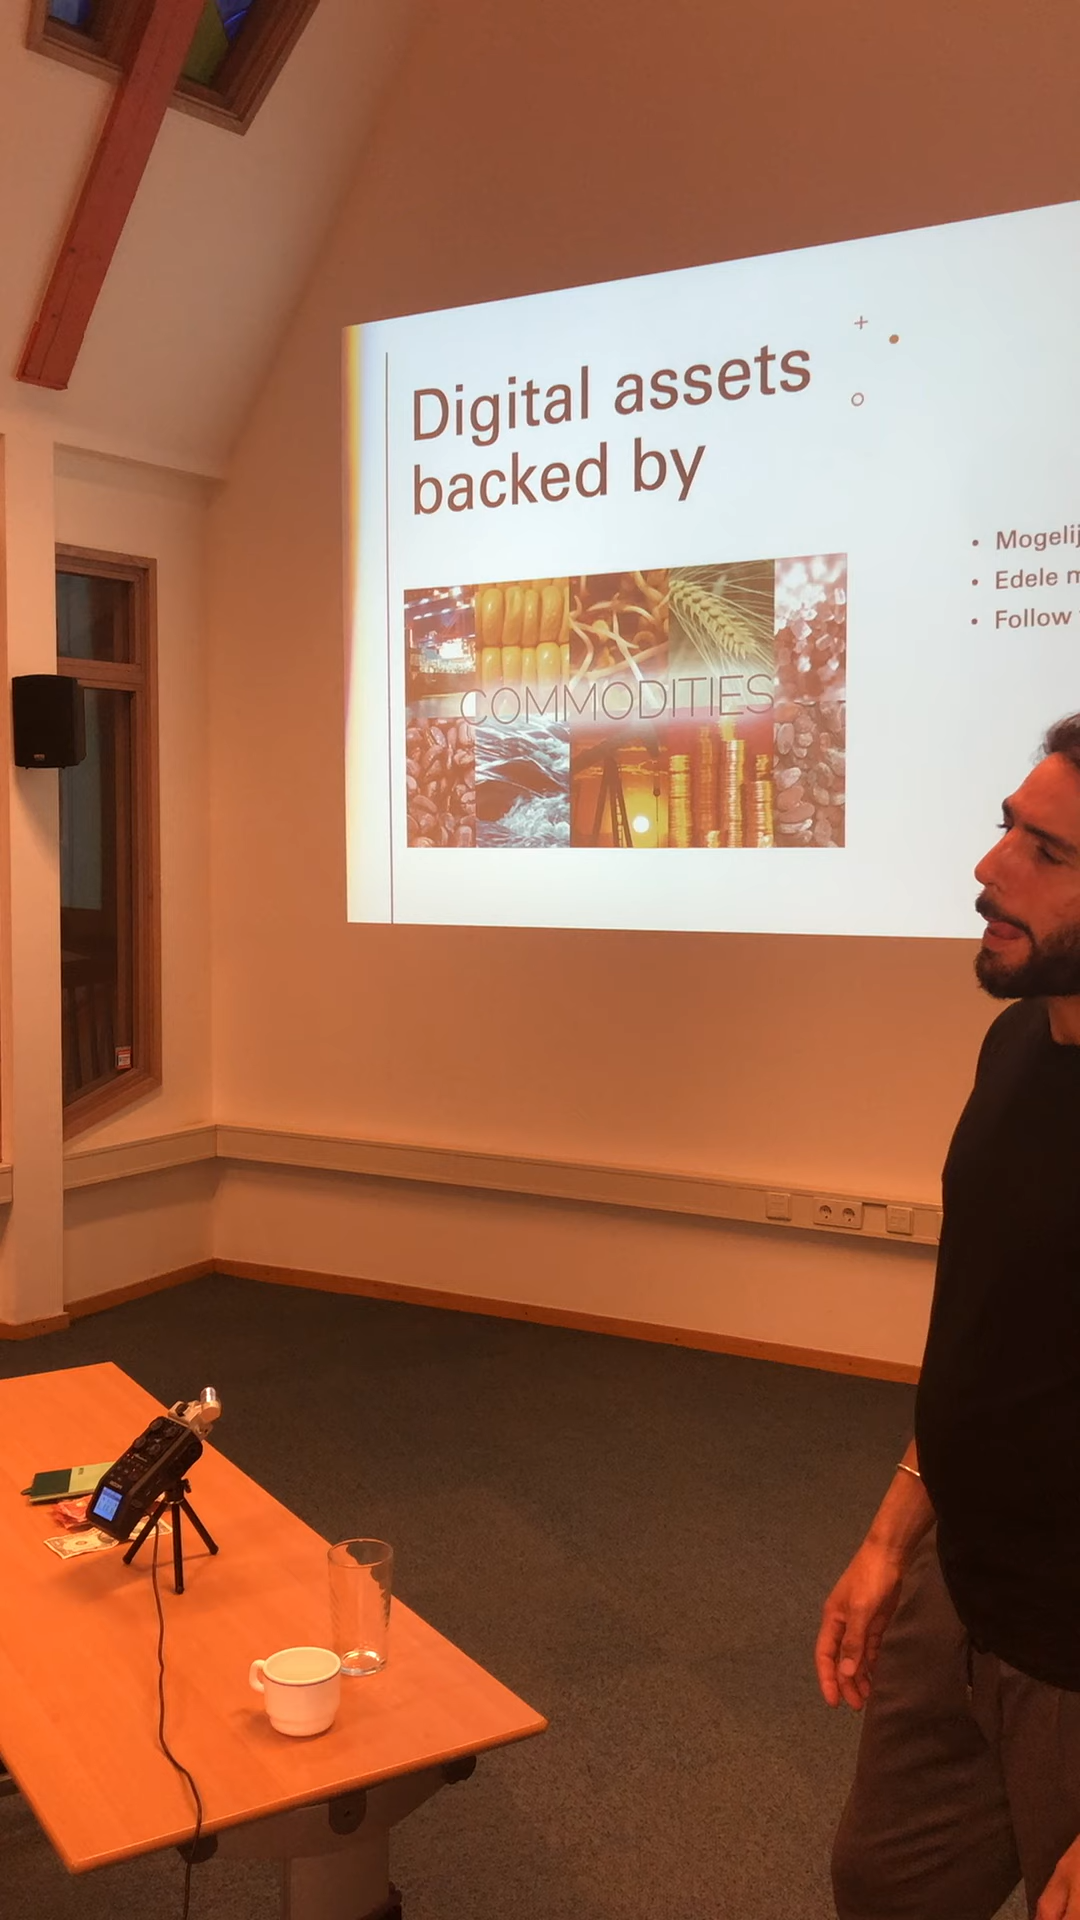 Digital assets
backed by
COMMODITIES
• Mogelij
• Edele m
• Follow